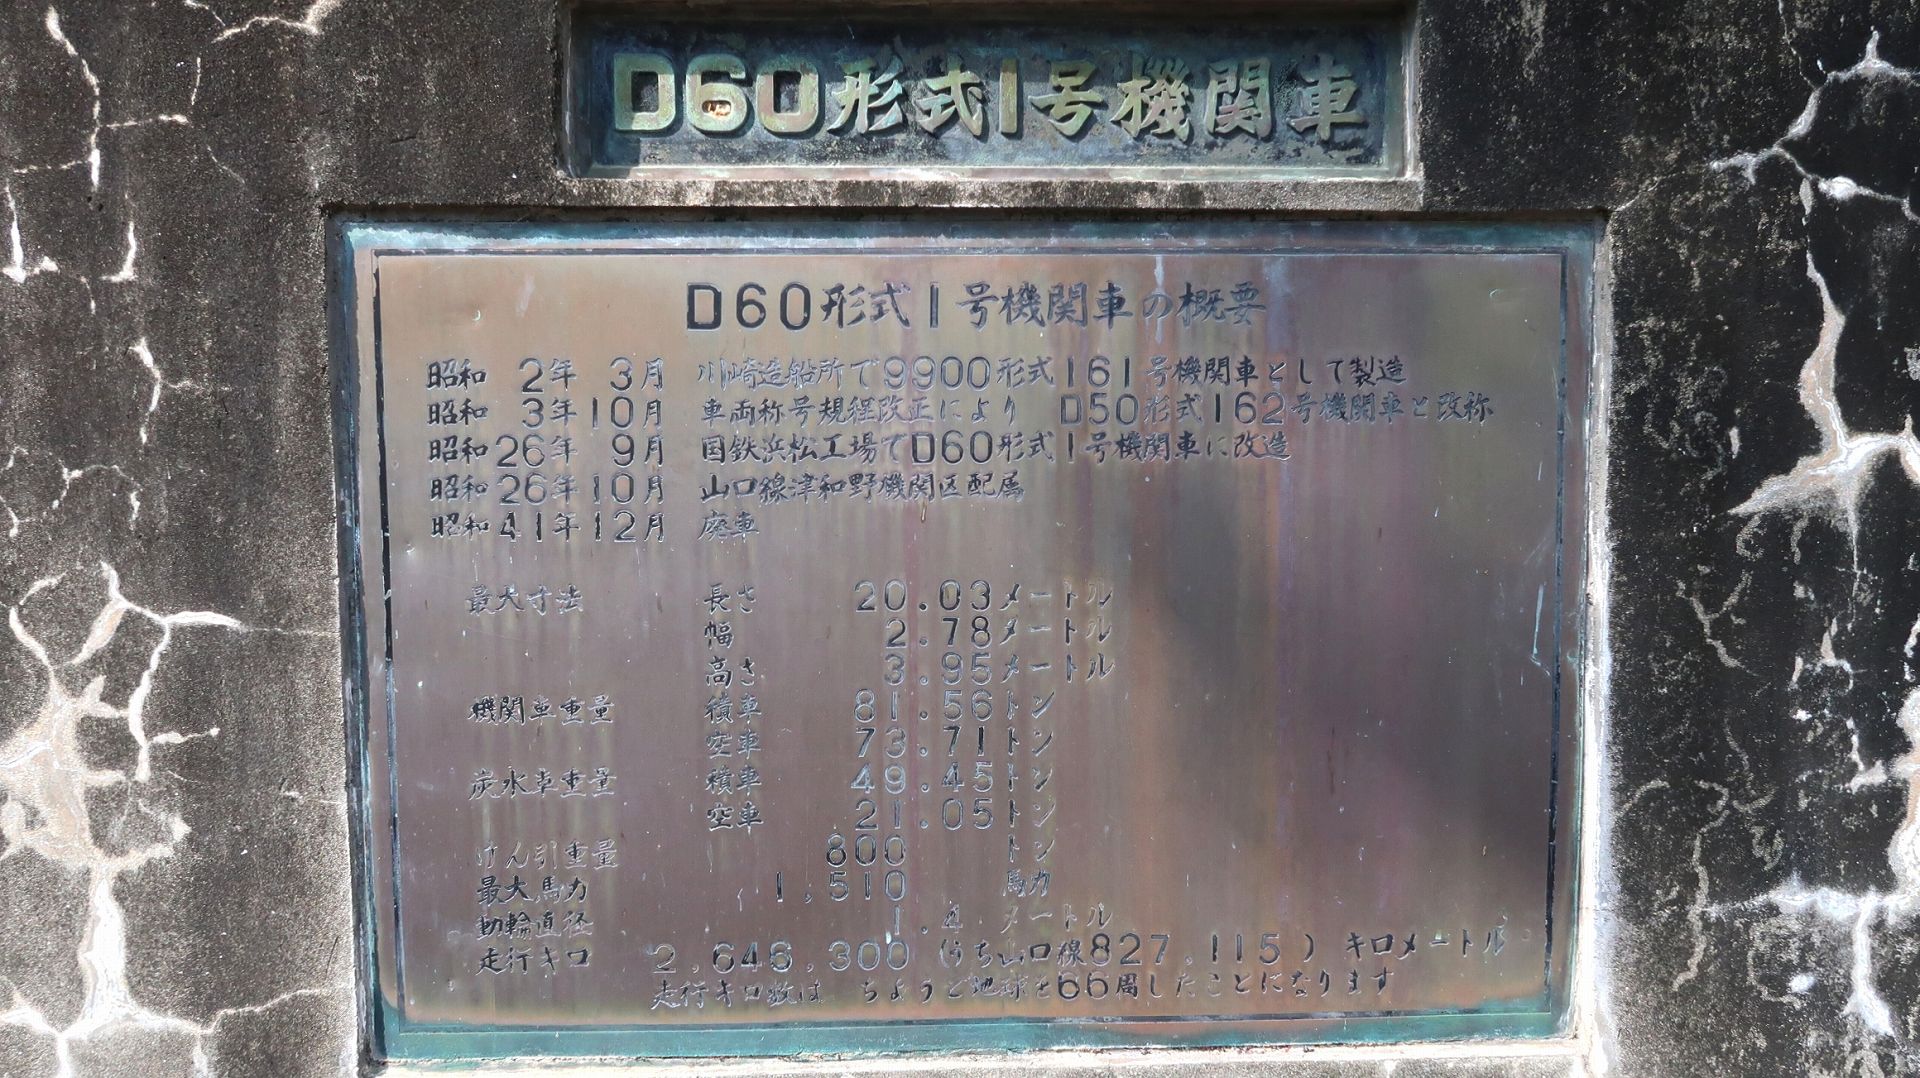 D60形式1号機関車
D60形式1号機関車の概要
昭和 2年 3月 川崎造船所で9900形式161号機関車として製造
昭和 3年10月 車両称号規程改正により D50形式162号機関車と改称
昭和26年 9月 国鉄浜松工場でD60形式1号機関車に改造
昭和26年10月 山口線津和野機関区配属
昭和41年12月 廃車
最大寸法 長さ 20.03メートル
幅 2.78メートル
高さ 3.95メートル
機関車重量 積車 81.56トン
空車 73.71トン
炭水車重量 積車 49.45トン
空車 21.05トン
けん引重量 800 トン
最大馬力 1,510 馬力
動輪直径 1.4 メートル
走行キロ 2,646,300 (うち山口線827.115) キロメートル
走行キロ数は ちょうど地球を66周したことになります